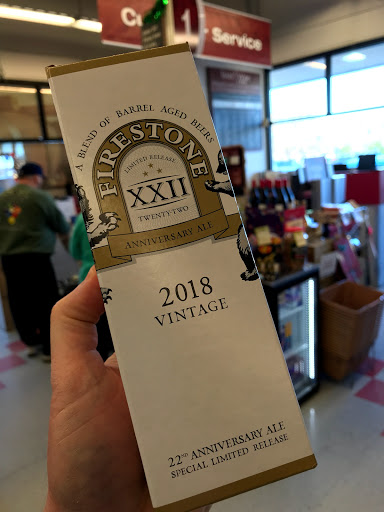 1
Service
A BLEND OF BARREL AGED BEERS
FIRESTONE
LIMITED RELEASE
XXII
TWENTY-TWO
ANNIVERSARY ALE
2018
VINTAGE
22ND ANNIVERSARY ALE
SPECIAL LIMITED RELEASE